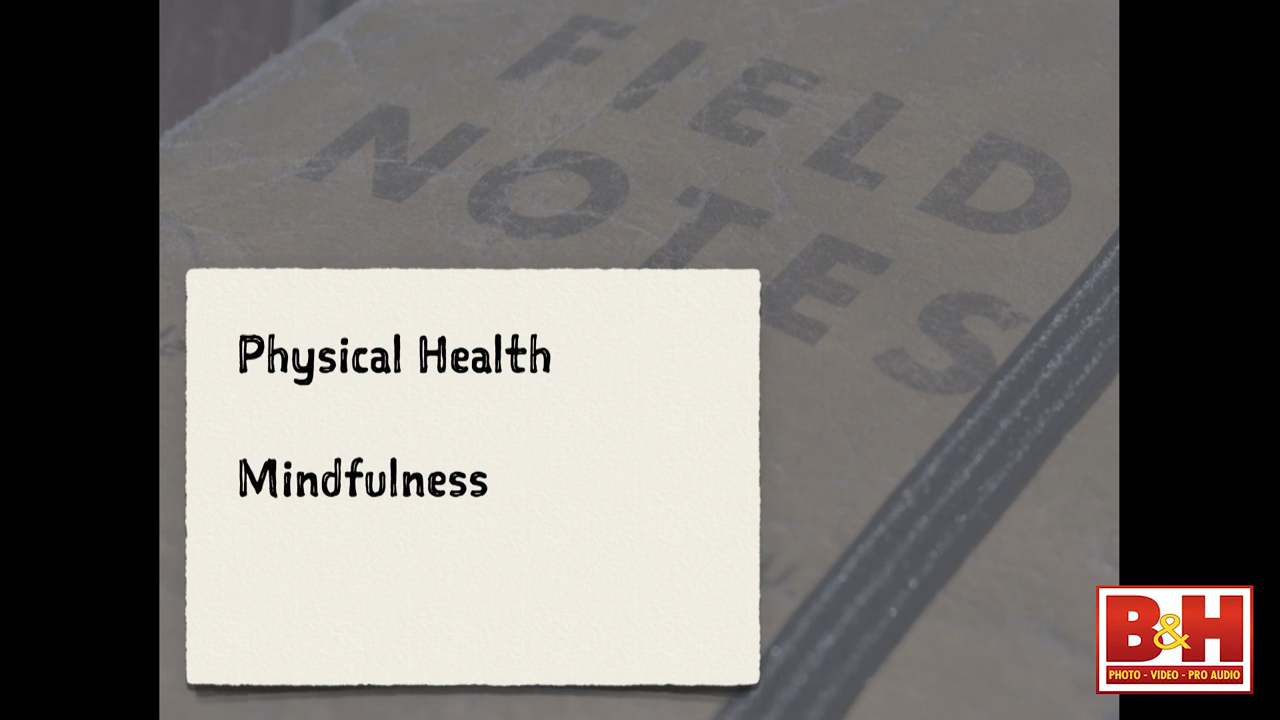 FIELD
NOTES
Physical Health
Mindfulness
B&H
PHOTO - VIDEO - PRO AUDIO